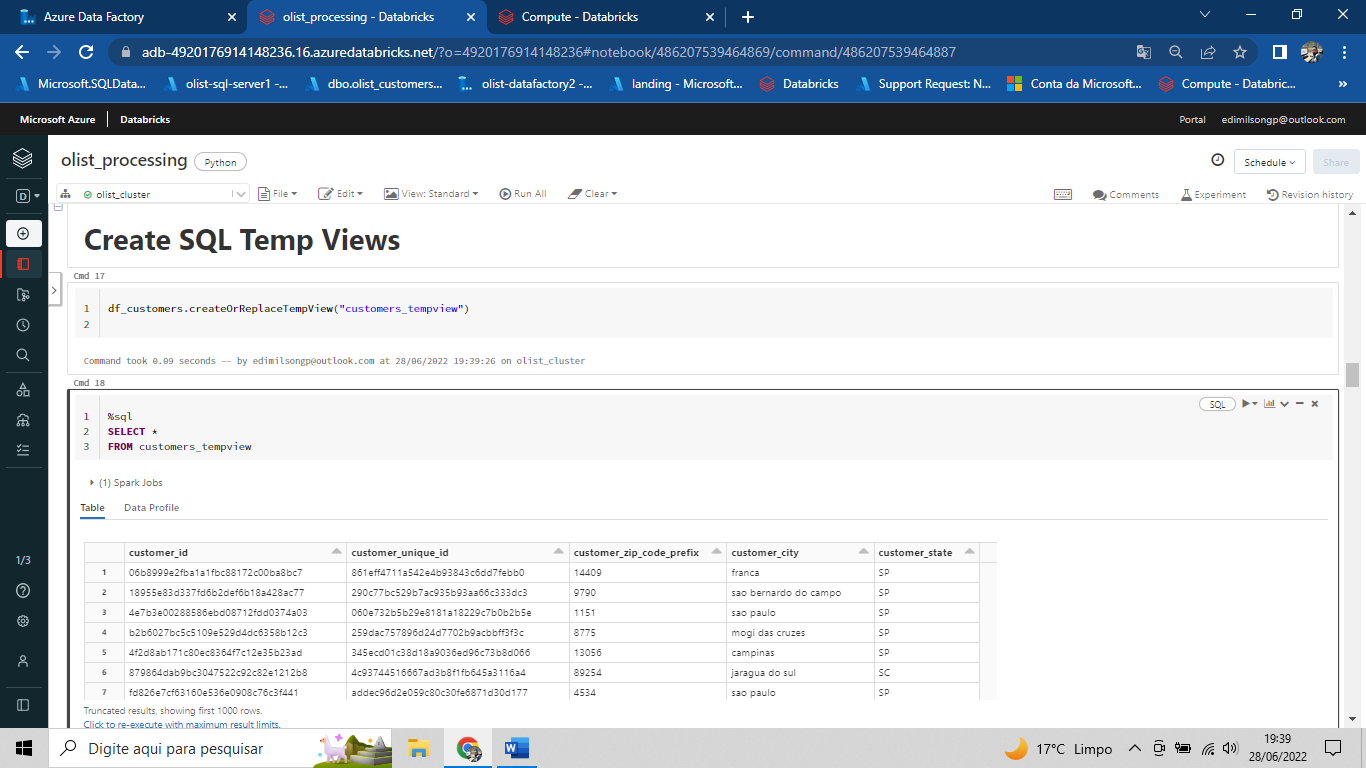 Azure Data Factory
olist_processing - Databricks
Compute - Databricks
adb-4920176914148236.16.azuredatabricks.net/?o=4920176914148236#notebook/486207539464869/command/486207539464887
Microsoft.SQLData...
olist-sql-server1 -...
dbo.olist_customers...
olist-datafactory2 -...
landing - Microsoft...
Databricks
Support Request: N...
Conta da Microsoft...
Compute - Databric...
»
Microsoft Azure
Databricks
Portal
edimilsongp@outlook.com
olist_processing
Python
Schedule
Share
D
olist_cluster
File
Edit
View: Standard
Run All
Clear
Comments
Experiment
Revision history
Create SQL Temp Views
Cmd 17
1 df_customers.createOrReplaceTempView("customers_tempview")
2
Command took 0.09 seconds -- by edimilsongp@outlook.com at 28/06/2022 19:39:26 on olist_cluster
Cmd 18
SQL
1 %sql
2 SELECT *
3 FROM customers_tempview
(1) Spark Jobs
Table Data Profile
customer_id customer_unique_id customer_zip_code_prefix customer_city customer_state
1 06b8999e2fba1a1fbc88172c00ba8bc7 861eff4711a542e4b93843c6dd7febb0 14409 franca SP
2 18955e83d337fd6b2def6b18a428ac77 290c77bc529b7ac935b93aa66c333dc3 9790 sao bernardo do campo SP
3 4e7b3e00288586ebd08712fdd0374a03 060e732b5b29e8181a18229c7b0b2b5e 1151 sao paulo SP
4 b2b6027bc5c5109e529d4dc6358b12c3 259dac757896d24d7702b9acbbff3f3c 8775 mogi das cruzes SP
5 4f2d8ab171c80ec8364f7c12e35b23ad 345ecd01c38d18a9036ed96c73b8d066 13056 campinas SP
6 879864dab9bc3047522c92c82e1212b8 4c93744516667ad3b8f1fb645a3116a4 89254 jaragua do sul SC
7 fd826e7cf63160e536e0908c76c3f441 addec96d2e059c80c30fe6871d30d177 4534 sao paulo SP
Truncated results, showing first 1000 rows.
Click to re-execute with maximum result limits.
1/3
Digite aqui para pesquisar
17°C Limpo
19:39
28/06/2022